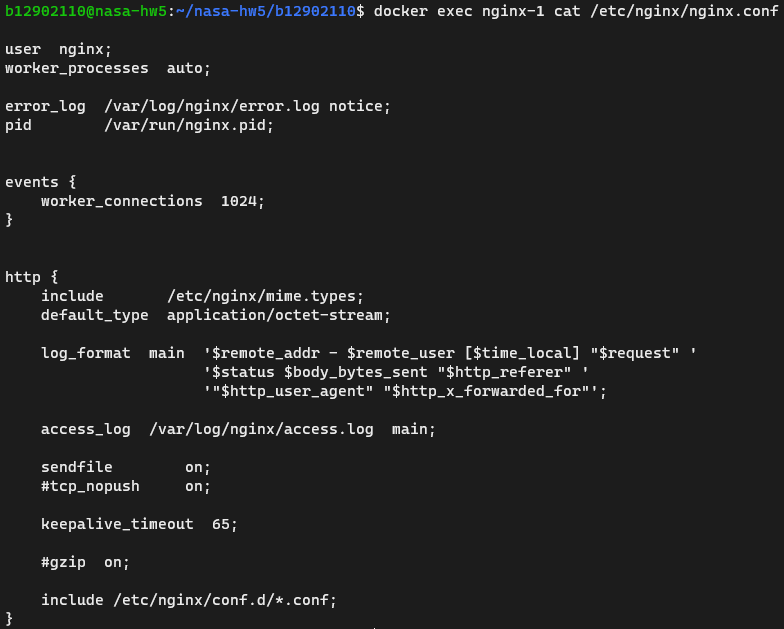 b12902110@nasa-hw5:~/nasa-hw5/b12902110$ docker exec nginx-1 cat /etc/nginx/nginx.conf
user  nginx;
worker_processes  auto;
error_log  /var/log/nginx/error.log notice;
pid        /var/run/nginx.pid;
events {
    worker_connections  1024;
}
http {
    include       /etc/nginx/mime.types;
    default_type  application/octet-stream;
    log_format  main  '$remote_addr - $remote_user [$time_local] "$request" '
                      '$status $body_bytes_sent "$http_referer" '
                      '"$http_user_agent" "$http_x_forwarded_for"';
    access_log  /var/log/nginx/access.log  main;
    sendfile        on;
    #tcp_nopush     on;
    keepalive_timeout  65;
    #gzip  on;
    include /etc/nginx/conf.d/*.conf;
}